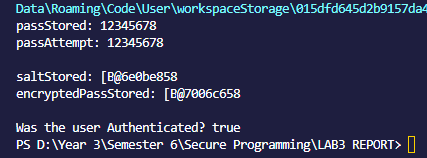 Data\Roaming\Code\User\workspaceStorage\015dfd645d2b9157da4
passStored: 12345678
passAttempt: 12345678
saltStored: [B@6e0be858
encryptedPassStored: [B@7006c658
Was the user Authenticated? true
PS D:\Year 3\Semester 6\Secure Programming\LAB3 REPORT>